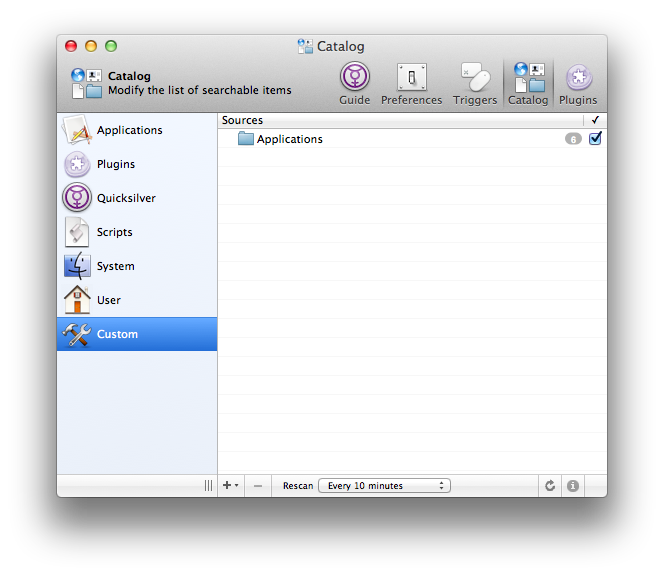 Catalog
Catalog
Modify the list of searchable items
Guide
Preferences
Triggers
Catalog
Plugins
Sources ✓
Applications
Plugins
Quicksilver
Scripts
System
User
Custom
Applications 6
Rescan Every 10 minutes